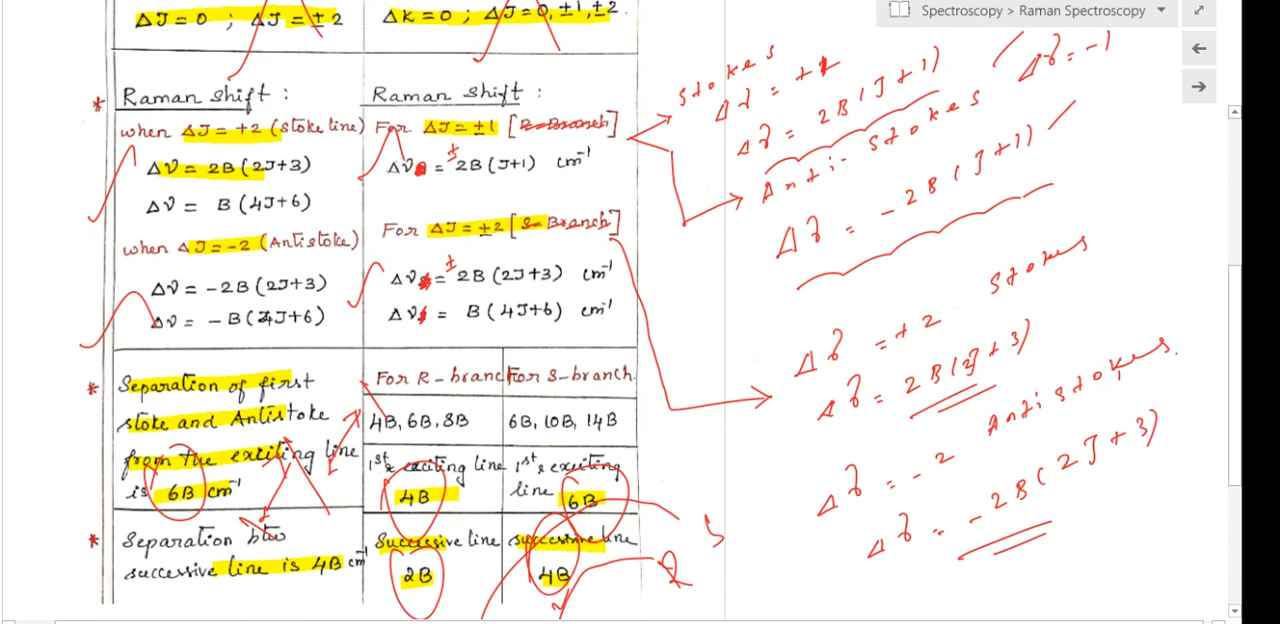 ΔJ=0 ; ΔJ = ±2
ΔK=0 ; ΔJ=0, ±1, ±2.
Spectroscopy > Raman Spectroscopy
* Raman shift :
when ΔJ=+2 (stoke line)
Δν = 2B(2J+3)
Δν = B(4J+6)
when ΔJ=-2 (Antistoke)
Δν = -2B(2J+3)
Δν = -B(4J+6)
Raman shift :
For ΔJ=±1 [R-Branch]
Δν = ± 2B(J+1) cm⁻¹
For ΔJ=±2 [S-Branch]
Δν = ± 2B(2J+3) cm⁻¹
Δν = B(4J+6) cm⁻¹
* Separation of first
stoke and Antistoke
from the exciting line
is 6B cm⁻¹
For R-branch
4B, 6B, 8B
1st & exciting line
4B
For S-branch.
6B, 10B, 14B
1st & exciting
line 6B
* Separation btw
successive line is 4B cm⁻¹
Successive line
2B
successive line
4B
S
R
stokes
ΔJ = +1
Δν = 2B(J+1)
Anti-stokes ΔJ=-1
Δν = -2B(J+1)
stokes
ΔJ = +2
Δν = 2B(2J+3)
Antistokes.
ΔJ = -2
Δν = -2B(2J+3)